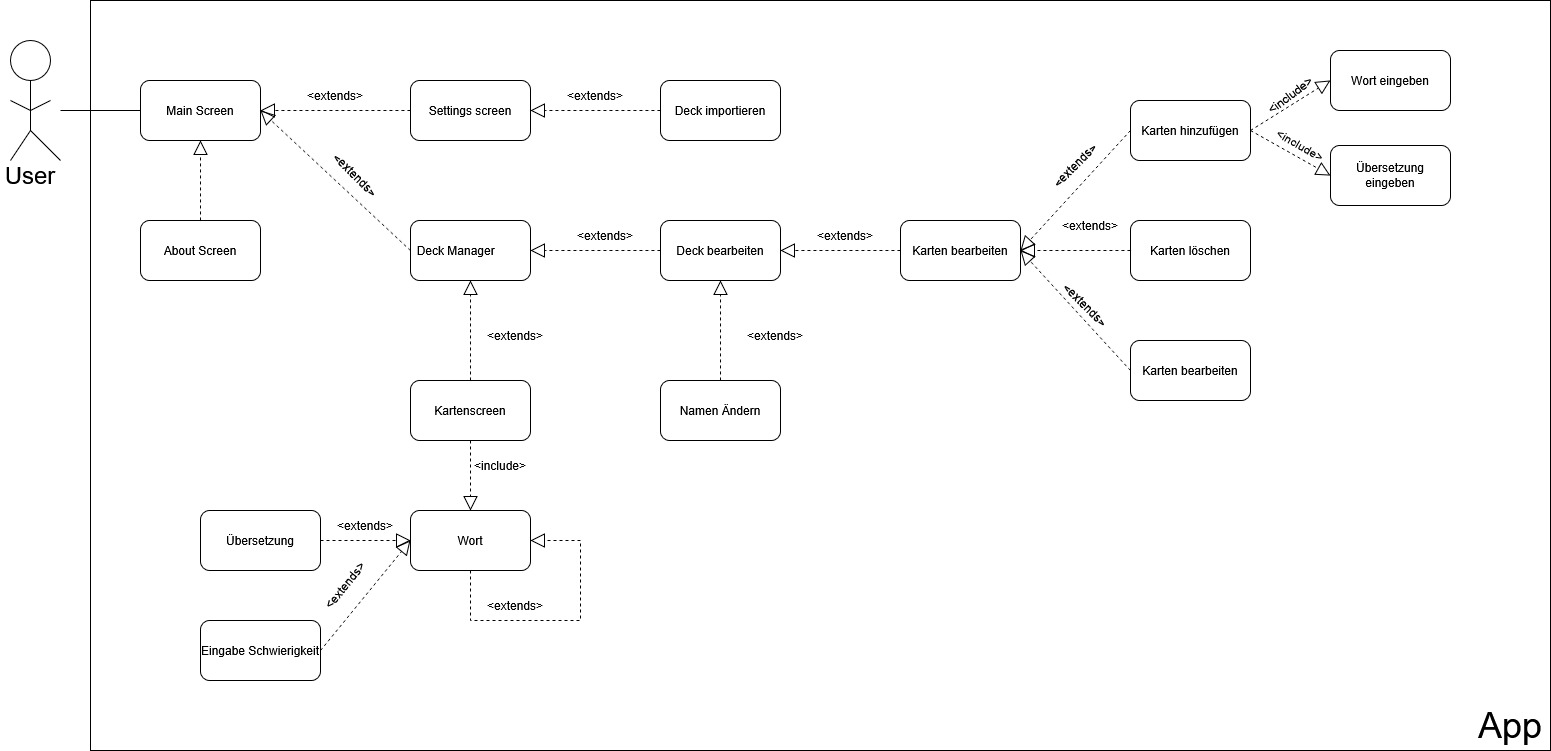 User
Main Screen
<extends>
Settings screen
<extends>
Deck importieren
<extends>
About Screen
Deck Manager
<extends>
Deck bearbeiten
<extends>
Karten bearbeiten
<extends>
Karten hinzufügen
<include>
Wort eingeben
<include>
Übersetzung
eingeben
<extends>
Karten löschen
<extends>
Karten bearbeiten
<extends>
Kartenscreen
<extends>
Namen Ändern
<include>
Übersetzung
<extends>
Wort
<extends>
Eingabe Schwierigkeit
<extends>
App